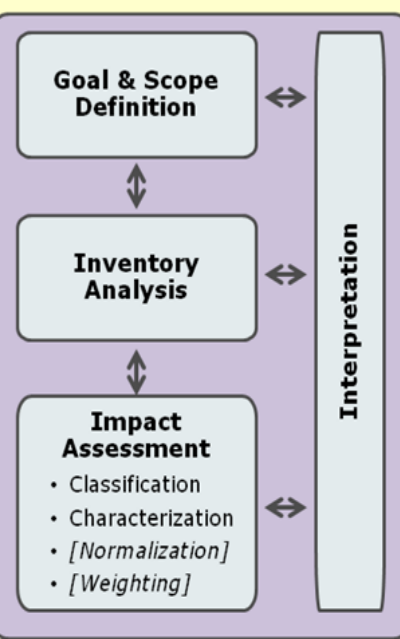 Goal & Scope
Definition
Inventory
Analysis
Impact
Assessment
• Classification
• Characterization
• [Normalization]
• [Weighting]
Interpretation